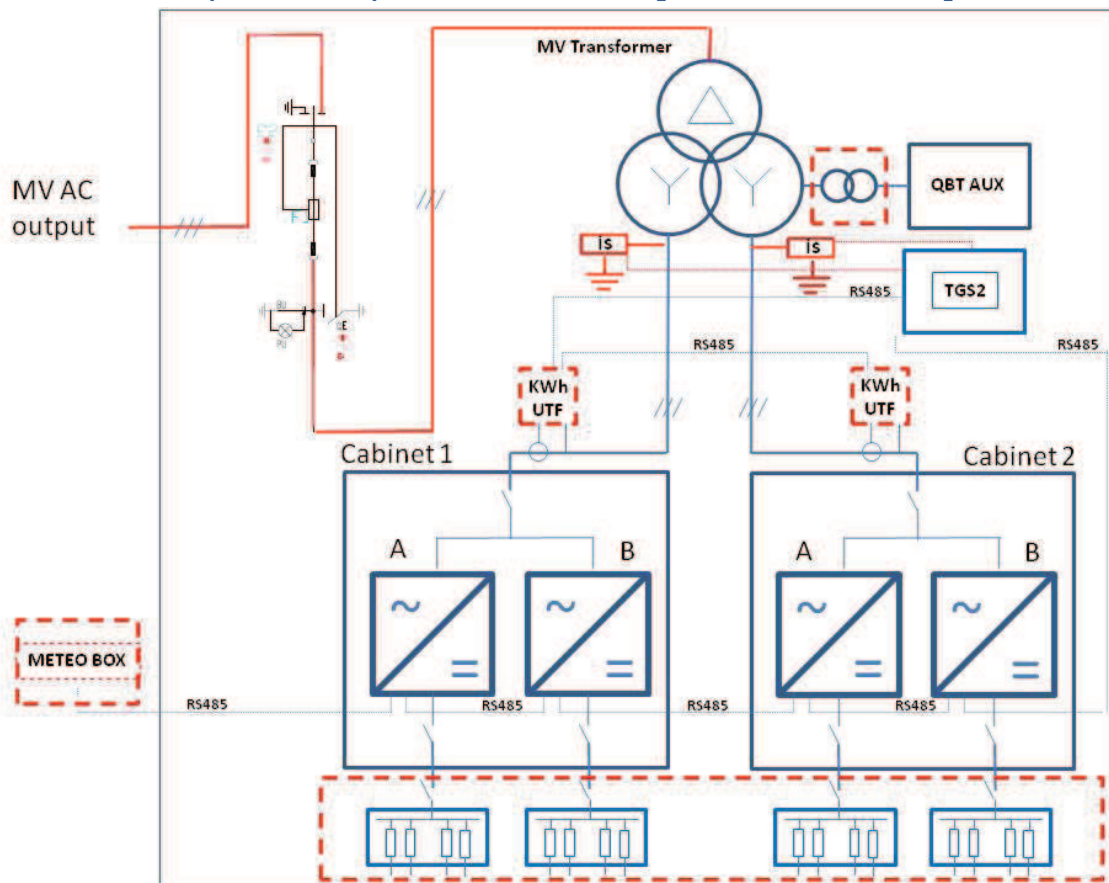 MV Transformer
MV AC
output
QBT AUX
is
is
TGS2
RS485
RS485
RS485
KWh
UTF
KWh
UTF
Cabinet 1
Cabinet 2
A
B
A
B
METEO BOX
RS485
RS485
RS485
RS485